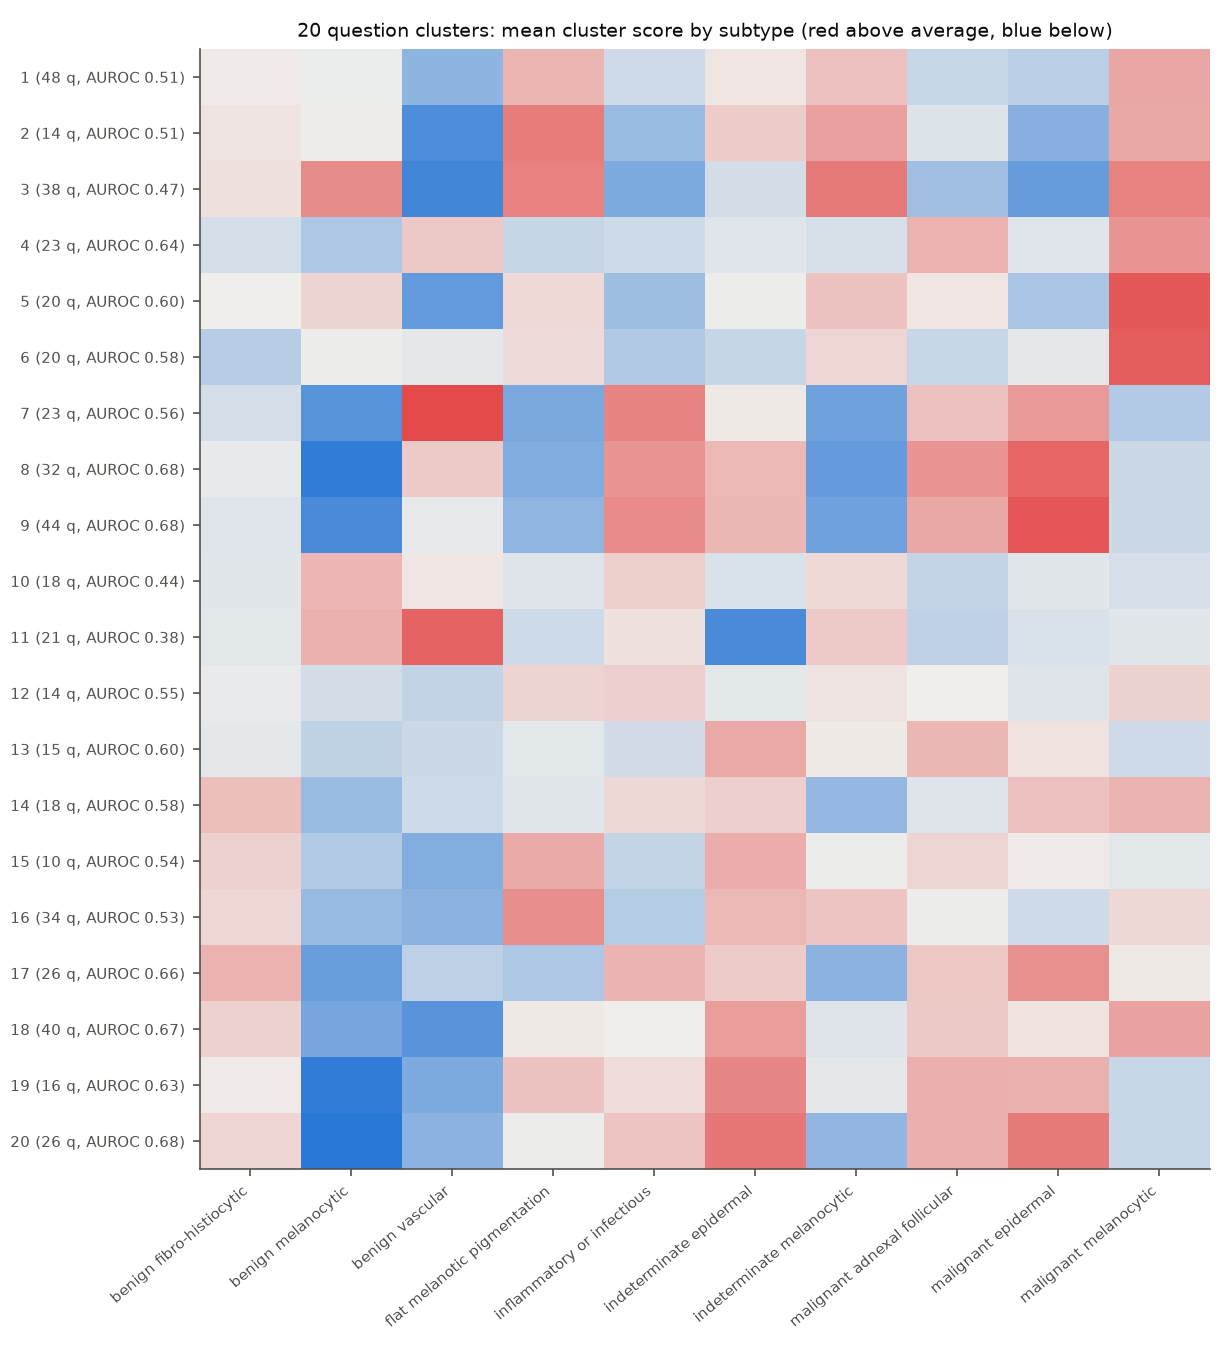 20 question clusters: mean cluster score by subtype (red above average, blue below)
1 (48 q, AUROC 0.51)
2 (14 q, AUROC 0.51)
3 (38 q, AUROC 0.47)
4 (23 q, AUROC 0.64)
5 (20 q, AUROC 0.60)
6 (20 q, AUROC 0.58)
7 (23 q, AUROC 0.56)
8 (32 q, AUROC 0.68)
9 (44 q, AUROC 0.68)
10 (18 q, AUROC 0.44)
11 (21 q, AUROC 0.38)
12 (14 q, AUROC 0.55)
13 (15 q, AUROC 0.60)
14 (18 q, AUROC 0.58)
15 (10 q, AUROC 0.54)
16 (34 q, AUROC 0.53)
17 (26 q, AUROC 0.66)
18 (40 q, AUROC 0.67)
19 (16 q, AUROC 0.63)
20 (26 q, AUROC 0.68)
benign fibro-histiocytic
benign melanocytic
benign vascular
flat melanotic pigmentation
inflammatory or infectious
indeterminate epidermal
indeterminate melanocytic
malignant adnexal follicular
malignant epidermal
malignant melanocytic